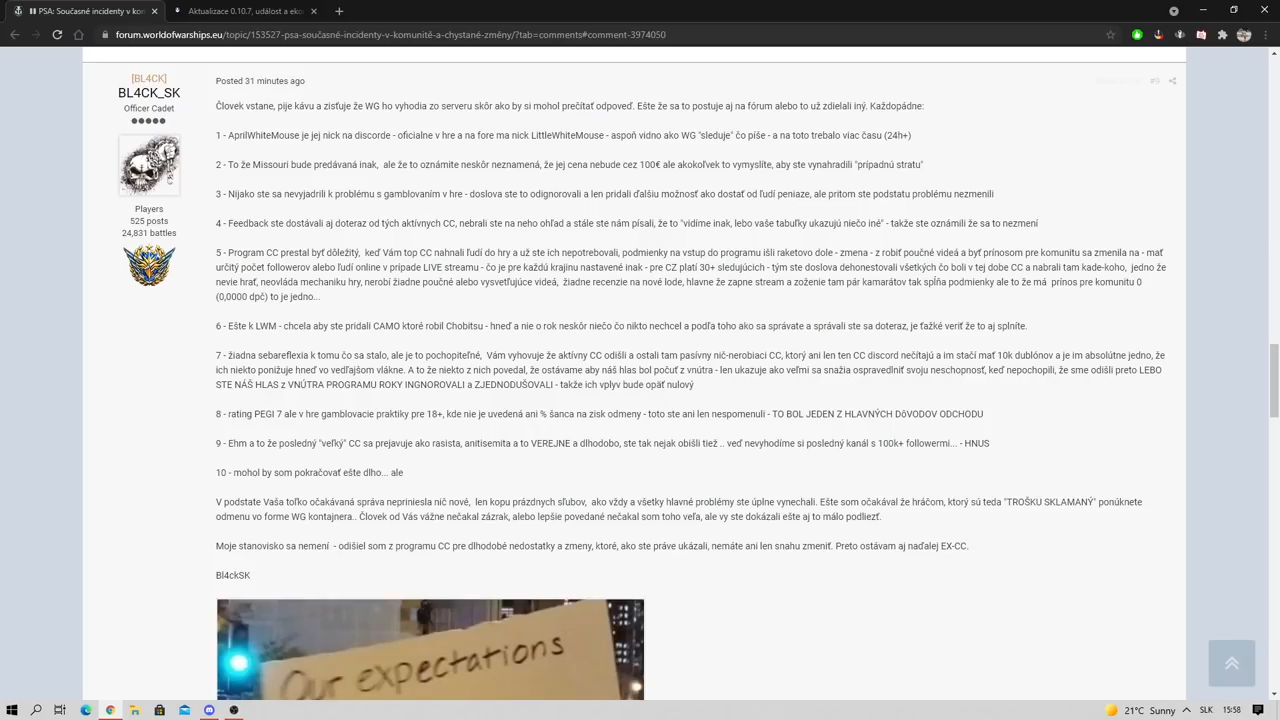 Současné incidenty v kon
Aktualizace 0.10.7, události a eko
forum.worldofwarships.eu/topic/153527-psa-současné-incidenty-v-komunitě-a-chystané-změny/?tab=comments#comment-3974050
[BL4CK]
BL4CK_SK
Officer Cadet
Players
525 posts
24,831 battles
Posted 31 minutes ago
#9
Človek vstane, pije kávu a zisťuje že WG ho vyhodia zo serveru skôr ako by si mohol prečítať odpoveď. Ešte že sa to postuje aj na fórum alebo to už zdielali iný. Každopádne:
1 - AprilWhiteMouse je jej nick na discorde - oficialne v hre a na fore ma nick LittleWhiteMouse - aspoň vidno ako WG "sleduje" čo píše - a na toto trebalo viac času (24h+)
2 - To že Missouri bude predávaná inak, ale že to oznámite neskôr neznamená, že jej cena nebude cez 100€ ale akokoľvek to vymyslíte, aby ste vynahradili "prípadnú stratu"
3 - Nijako ste sa nevyjadrili k problému s gamblovaním v hre - doslova ste to odignorovali a len pridali ďalšiu možnosť ako dostať od ľudí peniaze, ale pritom ste podstatu problému nezmenili
4 - Feedback ste dostávali aj doteraz od tých aktívnych CC, nebrali ste na neho ohľad a stále ste nám písali, že to "vidíme inak, lebo vaše tabuľky ukazujú niečo iné" - takže ste oznámili že sa to nezmení
5 - Program CC prestal byť dôležitý, keď Vám top CC nahnali ľudí do hry a už ste ich nepotrebovali, podmienky na vstup do programu išli raketovo dole - zmena - z robiť poučné videá a byť prínosom pre komunitu sa zmenila na - mať
určitý počet followerov alebo ľudí online v prípade LIVE streamu - čo je pre každú krajinu nastavené inak - pre CZ platí 30+ sledujúcich - tým ste doslova dehonestovali všetkých čo boli v tej dobe CC a nabrali tam kade-koho, jedno že
nevie hrať, neovláda mechaniku hry, nerobí žiadne poučné alebo vysvetľujúce videá, žiadne recenzie na nové lode, hlavne že zapne stream a zoženie tam pár kamarátov tak spĺňa podmienky ale to že má prínos pre komunitu 0
(0,0000 dpč) to je jedno...
6 - Ešte k LWM - chcela aby ste pridali CAMO ktoré robil Chobitsu - hneď a nie o rok neskôr niečo čo nikto nechcel a podľa toho ako sa správate a správali ste sa doteraz, je ťažké veriť že to aj splníte.
7 - žiadna sebareflexia k tomu čo sa stalo, ale je to pochopiteľné, Vám vyhovuje že aktívny CC odišli a ostali tam pasívny nič-nerobiaci CC, ktorý ani len ten CC discord nečítajú a im stačí mať 10k dublónov a je im absolútne jedno, že
ich niekto ponižuje hneď vo vedľajšom vlákne. A to že niekto z nich povedal, že ostávame aby náš hlas bol počuť z vnútra - len ukazuje ako veľmi sa snažia ospravedlniť svoju neschopnosť, keď nepochopili, že sme odišli preto LEBO
STE NÁŠ HLAS z VNÚTRA PROGRAMU ROKY INGNOROVALI a ZJEDNODUŠOVALI - takže ich vplyv bude opäť nulový
8 - rating PEGI 7 ale v hre gamblovacie praktiky pre 18+, kde nie je uvedená ani % šanca na zisk odmeny - toto ste ani len nespomenuli - TO BOL JEDEN Z HLAVNÝCH DôVODOV ODCHODU
9 - Ehm a to že posledný "veľký" CC sa prejavuje ako rasista, anitisemita a to VEREJNE a dlhodobo, ste tak nejak obišli tiež .. veď nevyhodíme si posledný kanál s 100k+ followermi... - HNUS
10 - mohol by som pokračovať ešte dlho... ale
V podstate Vaša toľko očakávaná správa nepriniesla nič nové, len kopu prázdnych sľubov, ako vždy a všetky hlavné problémy ste úplne vynechali. Ešte som očakával že hráčom, ktorý sú teda "TROŠKU SKLAMANÝ" ponúknete
odmenu vo forme WG kontajnera.. Človek od Vás vážne nečakal zázrak, alebo lepšie povedané nečakal som toho veľa, ale vy ste dokázali ešte aj to málo podliezť.
Moje stanovisko sa nemení - odišiel som z programu CC pre dlhodobé nedostatky a zmeny, ktoré, ako ste práve ukázali, nemáte ani len snahu zmeniť. Preto ostávam aj naďalej EX-CC.
Bl4ckSK
Our expectations
21°C Sunny
SLK
15:58